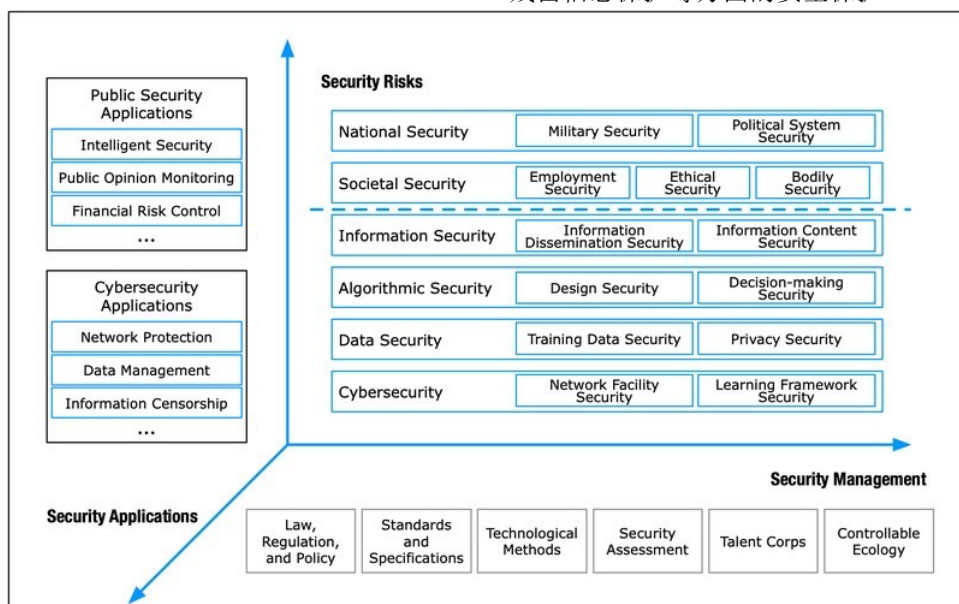 Security Risks
Public Security
Applications
Intelligent Security
Public Opinion Monitoring
Financial Risk Control
...
Cybersecurity
Applications
Network Protection
Data Management
Information Censorship
...
National Security
Military Security
Political System
Security
Societal Security
Employment
Security
Ethical
Security
Bodily
Security
Information Security
Information
Dissemination Security
Information Content
Security
Algorithmic Security
Design Security
Decision-making
Security
Data Security
Training Data Security
Privacy Security
Cybersecurity
Network Facility
Security
Learning Framework
Security
Security Management
Security Applications
Law,
Regulation,
and Policy
Standards
and
Specifications
Technological
Methods
Security
Assessment
Talent Corps
Controllable
Ecology